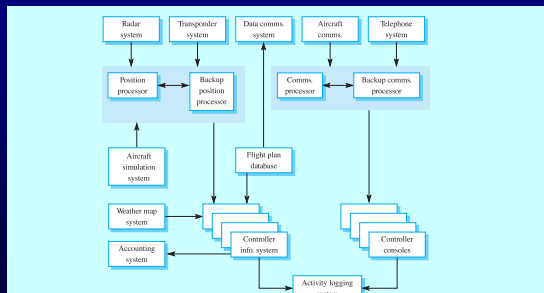 Radar
system
Transponder
system
Data comms.
system
Aircraft
comms.
Telephone
system
Position
processor
Backup
position
processor
Comms.
processor
Backup comms.
processor
Aircraft
simulation
system
Flight plan
database
Weather map
system
Accounting
system
Controller
info. system
Controller
consoles
Activity logging